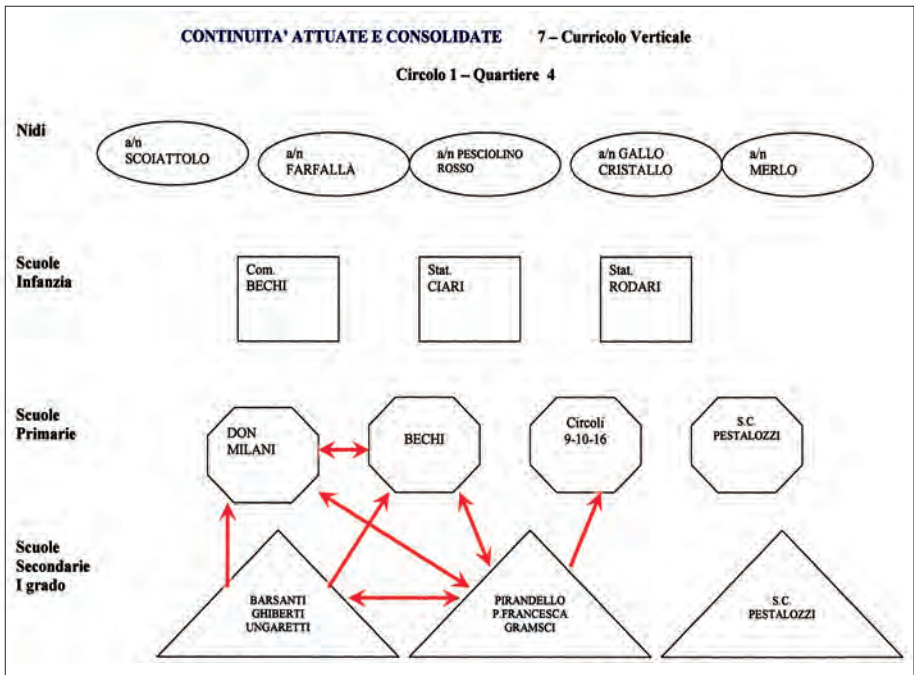 CONTINUITA' ATTUATE E CONSOLIDATE 7 – Curricolo Verticale
Circolo 1 – Quartiere 4
Nidi
a/n
SCOIATTOLO
a/n
FARFALLÀ
a/n PESCIOLINO
ROSSO
a/n GALLO
CRISTALLO
a/n
MERLO
Scuole
Infanzia
Com.
BECHI
Stat.
CIARI
Stat.
RODARI
Scuole
Primarie
DON
MILANI
BECHI
Circoli
9-10-16
S.C.
PESTALOZZI
Scuole
Secondarie
I grado
BARSANTI
GHIBERTI
UNGARETTI
PIRANDELLO
P.FRANCESCA
GRAMSCI
S.C.
PESTALOZZI